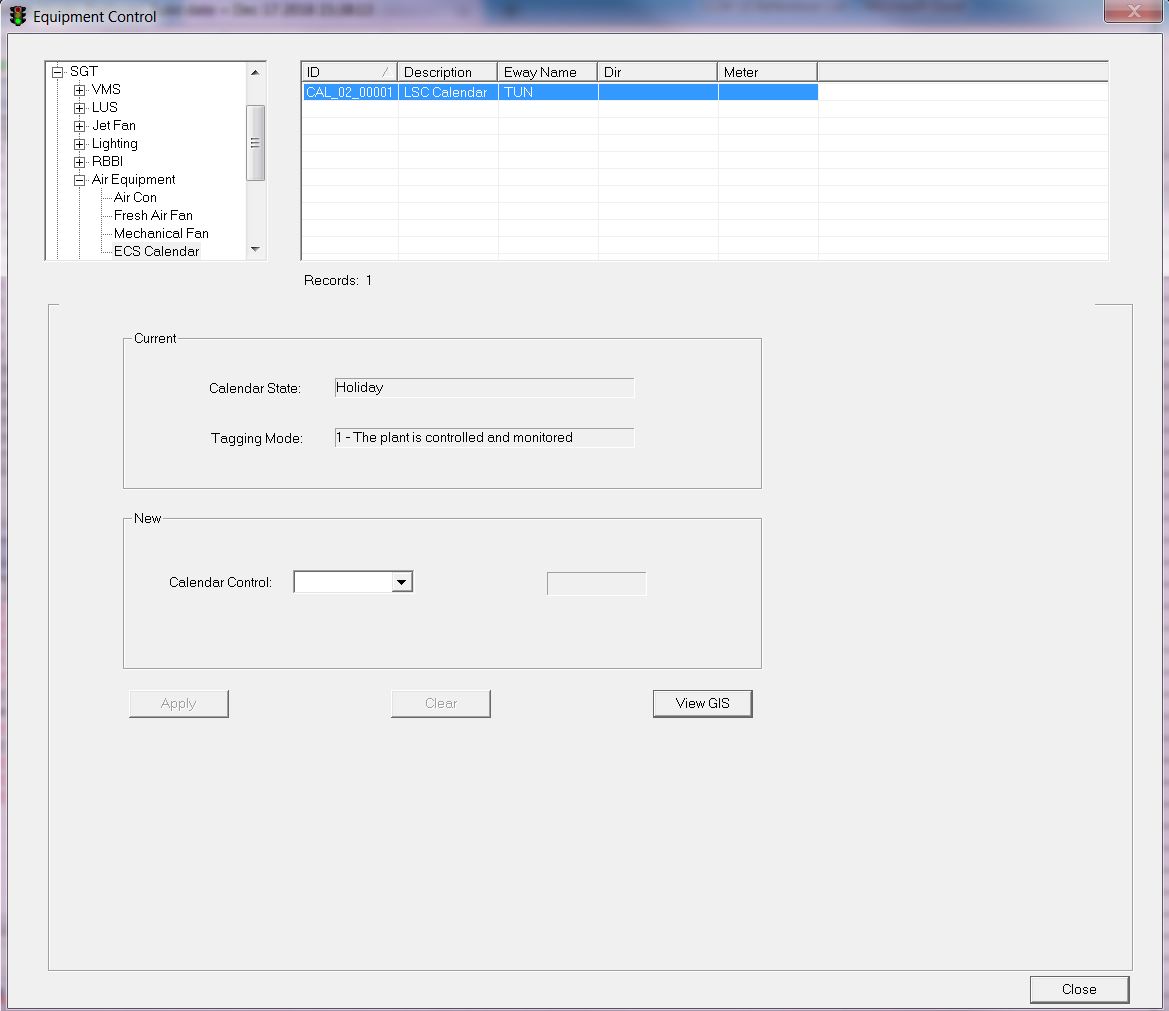 Equipment Control
SGT
VMS
LUS
Jet Fan
Lighting
RBBI
Air Equipment
Air Con
Fresh Air Fan
Mechanical Fan
ECS Calendar
ID Description Eway Name Dir Meter
CAL_02_00001 LSC Calendar TUN
Records: 1
Current
Calendar State: Holiday
Tagging Mode: 1 - The plant is controlled and monitored
New
Calendar Control:
Apply Clear View GIS
Close